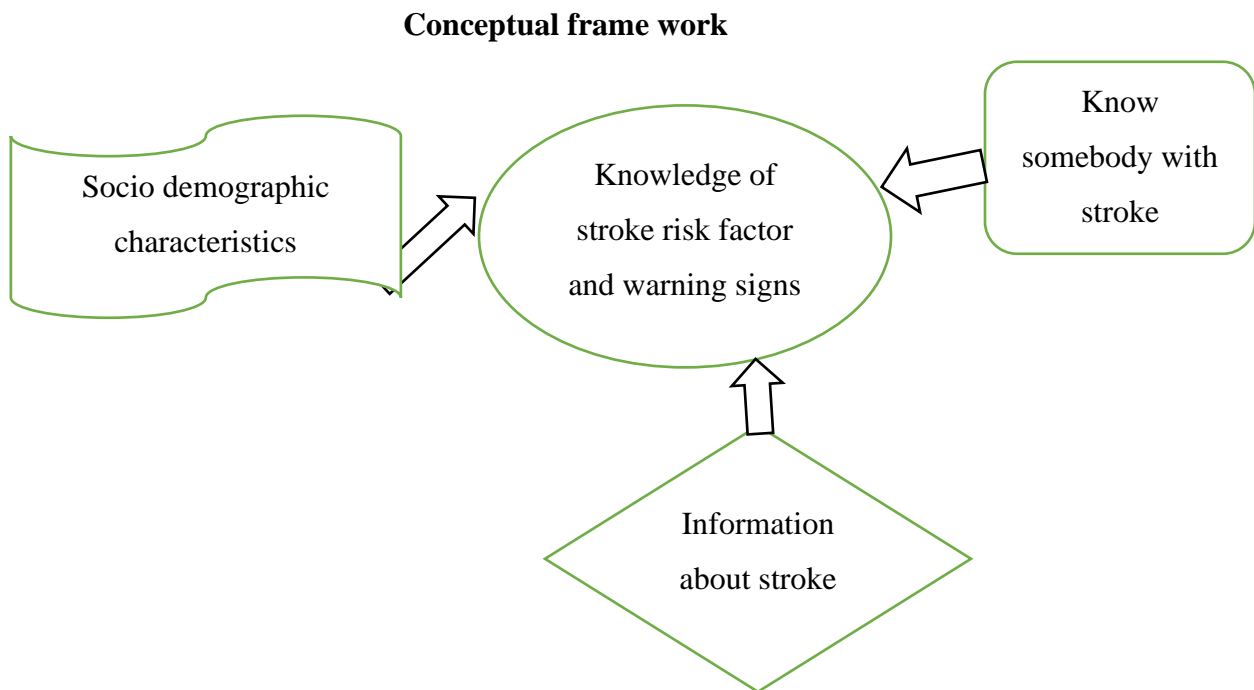 Conceptual frame work
Socio demographic
characteristics
Knowledge of
stroke risk factor
and warning signs
Know
somebody with
stroke
Information
about stroke